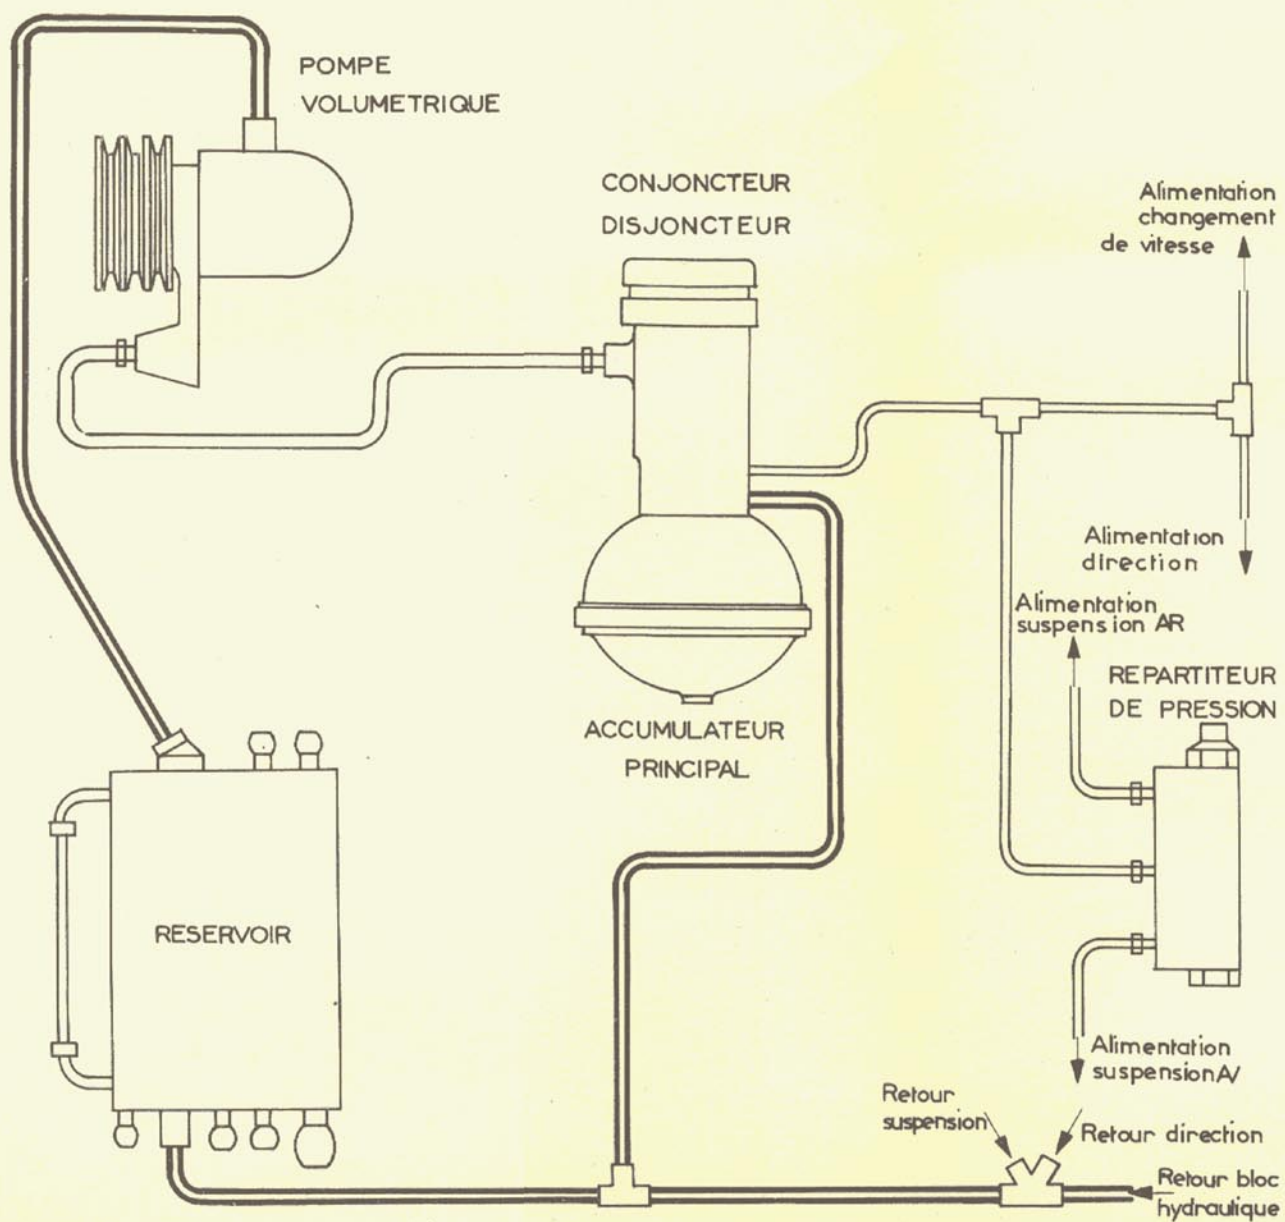 POMPE
VOLUMETRIQUE
CONJONCTEUR
DISJONCTEUR
Alimentation
changement
de vitesse
Alimentation
direction
Alimentation
suspension AR
REPARTITEUR
DE PRESSION
ACCUMULATEUR
PRINCIPAL
RESERVOIR
Alimentation
suspension AV
Retour
suspension
Retour direction
Retour bloc
hydraulique